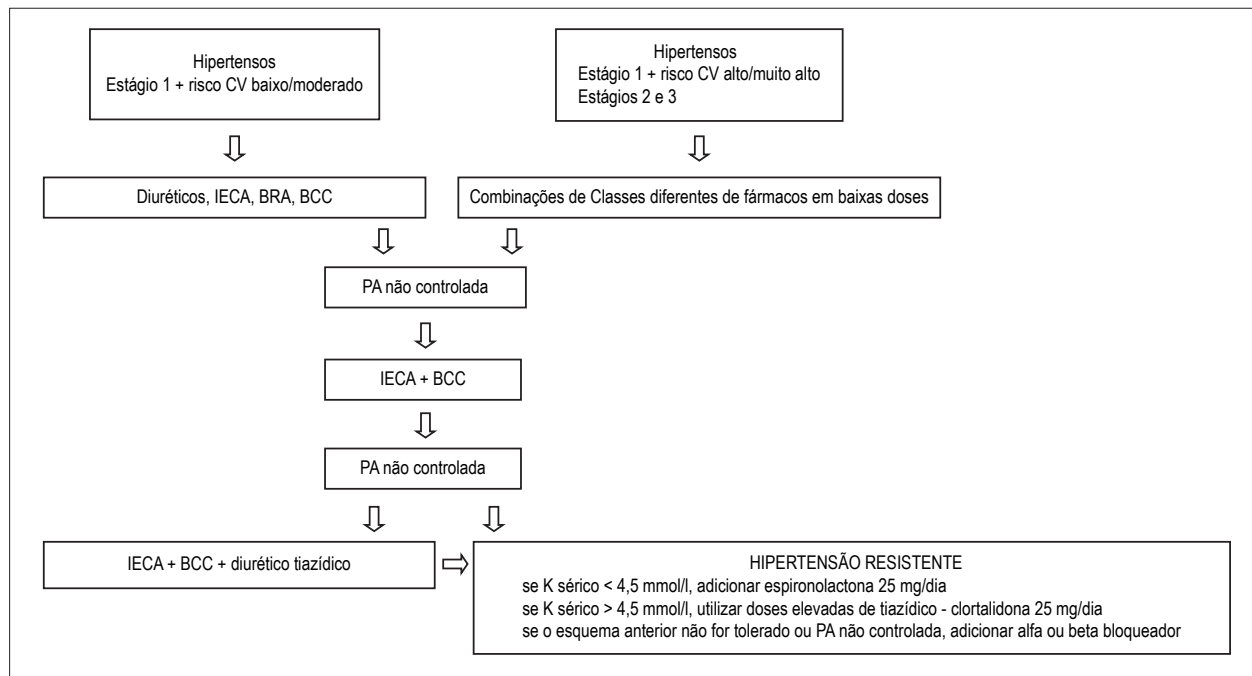 Hipertensos
Estágio 1 + risco CV baixo/moderado
Hipertensos
Estágio 1 + risco CV alto/muito alto
Estágios 2 e 3
Diuréticos, IECA, BRA, BCC
Combinações de Classes diferentes de fármacos em baixas doses
PA não controlada
IECA + BCC
PA não controlada
IECA + BCC + diurético tiazídico
HIPERTENSÃO RESISTENTE
se K sérico < 4,5 mmol/l, adicionar espironolactona 25 mg/dia
se K sérico > 4,5 mmol/l, utilizar doses elevadas de tiazídico - clortalidona 25 mg/dia
se o esquema anterior não for tolerado ou PA não controlada, adicionar alfa ou beta bloqueador